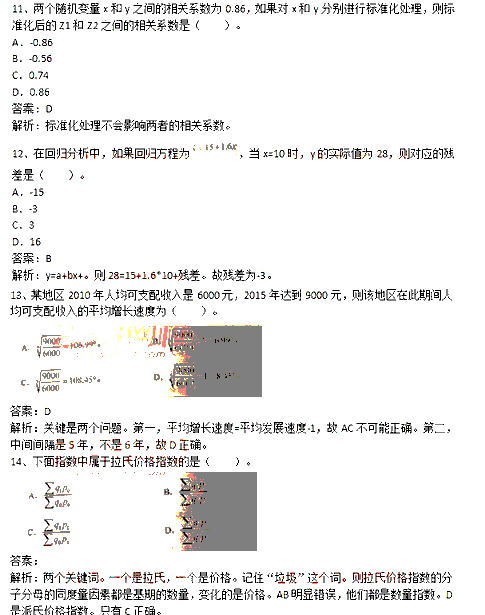 11、两个随机变量 x 和 y 之间的相关系数为 0.86,如果对 x 和 y 分别进行标准化处理,则标
准化后的 Z1 和 Z2 之间的相关系数是(  )。
A. -0.86
B. -0.56
C. 0.74
D. 0.86
答案:D
解析:标准化处理不会影响两者的相关系数。
12、在回归分析中,如果回归方程为 15+1.6x,当 x=10 时,y 的实际值为 28,则对应的残
差是(  )。
A. -15
B. -3
C. 3
D. 16
答案:B
解析:y=a+bx+。则 28=15+1.6*10+残差。故残差为-3。
13、某地区 2010 年人均可支配收入是 6000 元,2015 年达到 9000 元,则该地区在此期间人
均可支配收入的平均增长速度为(  )。
A. √9000/6000 B. √9000
C. √9000/6000 =108.45% D. √9000
答案:D
解析:关键是两个问题。第一,平均增长速度=平均发展速度-1,故 AC 不可能正确。第二,
中间间隔是 5 年,不是 6 年,故 D 正确。
14、下面指数中属于拉氏价格指数的是(  )。
A. ∑ ∑ B. ∑ ∑
C. ∑ ∑ D. ∑ ∑
答案:
解析:两个关键词。一个是拉氏,一个是价格。记住“垃圾”这个词。则拉氏价格指数的分
子分母的同度量因素都是基期的数量,变化的是价格。AB 明显错误,他们都是数量指数。D
是派氏价格指数。只有 C 正确。